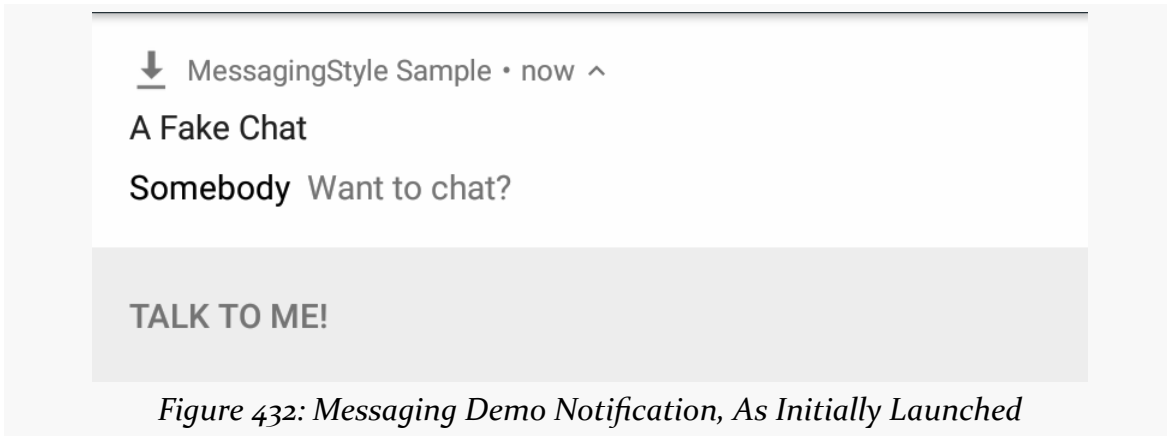 MessagingStyle Sample • now
A Fake Chat
Somebody Want to chat?
TALK TO ME!
Figure 432: Messaging Demo Notification, As Initially Launched